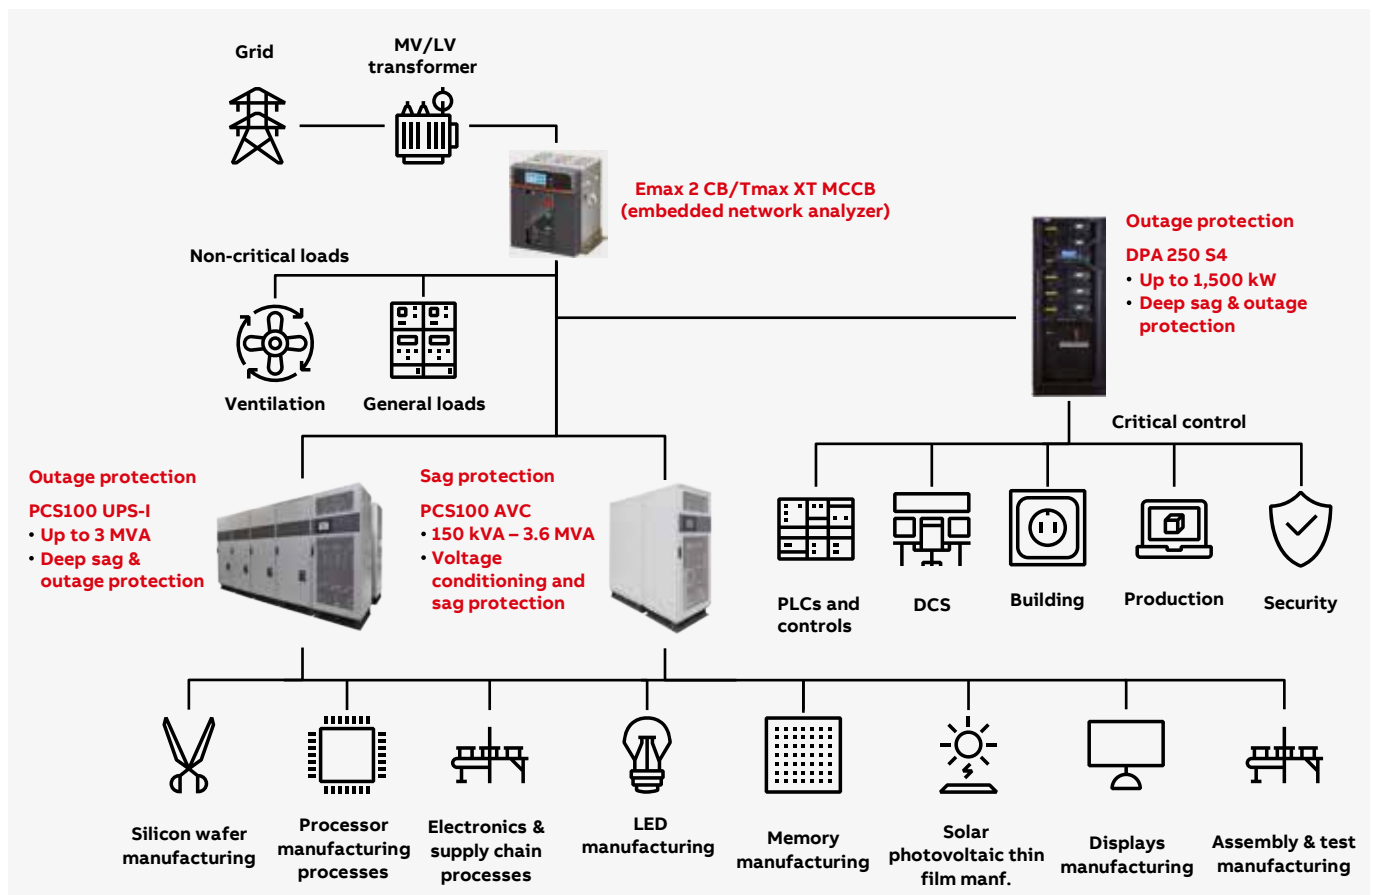 Grid
MV/LV
transformer
Emax 2 CB/Tmax XT MCCB
(embedded network analyzer)
Outage protection
DPA 250 S4
• Up to 1,500 kW
• Deep sag & outage
protection
Non-critical loads
Ventilation
General loads
Critical control
Outage protection
PCS100 UPS-I
• Up to 3 MVA
• Deep sag &
outage protection
Sag protection
PCS100 AVC
• 150 kVA – 3.6 MVA
• Voltage
conditioning and
sag protection
PLCs and
controls
DCS
Building
Production
Security
Silicon wafer
manufacturing
Processor
manufacturing
processes
Electronics &
supply chain
processes
LED
manufacturing
Memory
manufacturing
Solar
photovoltaic thin
film manf.
Displays
manufacturing
Assembly & test
manufacturing